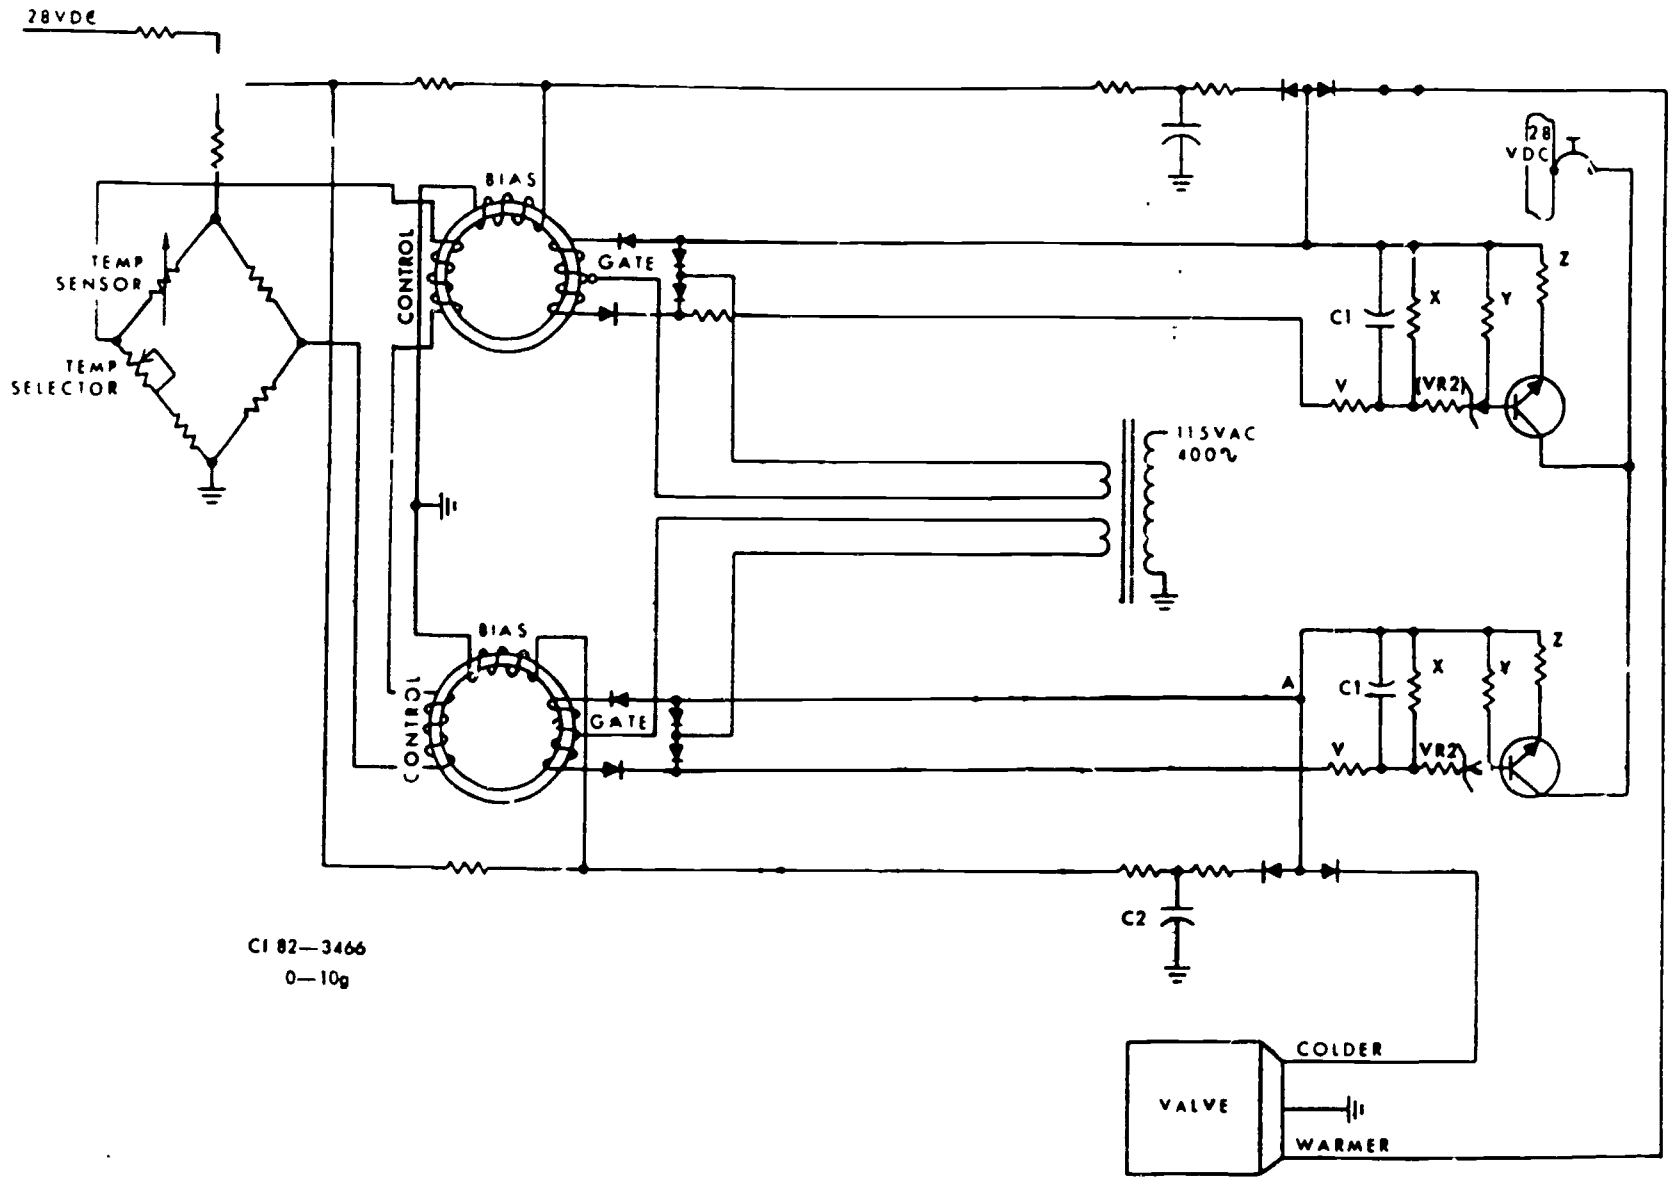 28VDC
28
VDC
BIAS
CONTROL
TEMP
SENSOR
GATE
Z
X
Y
C1
TEMP
SELECTOR
V
(VR2)
115VAC
400~
BIAS
Z
CONTROL
A
X
Y
C1
GATE
V
VR2
C2
CI 82—3466
0—10g
COLDER
VALVE
WARMER